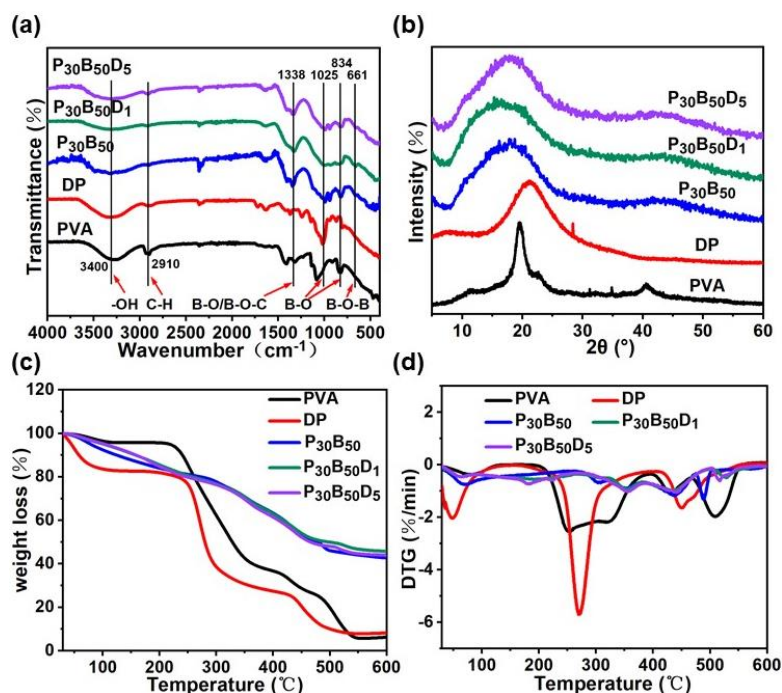 (a)
Transmittance (%)
P30B50D5
P30B50D1
P30B50
DP
PVA
1338
1025
834
661
3400
2910
-OH
C-H
B-O/B-O-C
B-O
B-O-B
4000 3500 3000 2500 2000 1500 1000 500
Wavenumber (cm-1)
(b)
Intensity (%)
P30B50D5
P30B50D1
P30B50
DP
PVA
10 20 30 40 50 60
2θ (°)
(c)
weight loss (%)
120
100
80
60
40
20
0
PVA
DP
P30B50
P30B50D1
P30B50D5
100 200 300 400 500 600
Temperature (℃)
(d)
DTG (%/min)
2
0
-2
-4
-6
PVA
DP
P30B50
P30B50D1
P30B50D5
100 200 300 400 500 600
Temperature (℃)